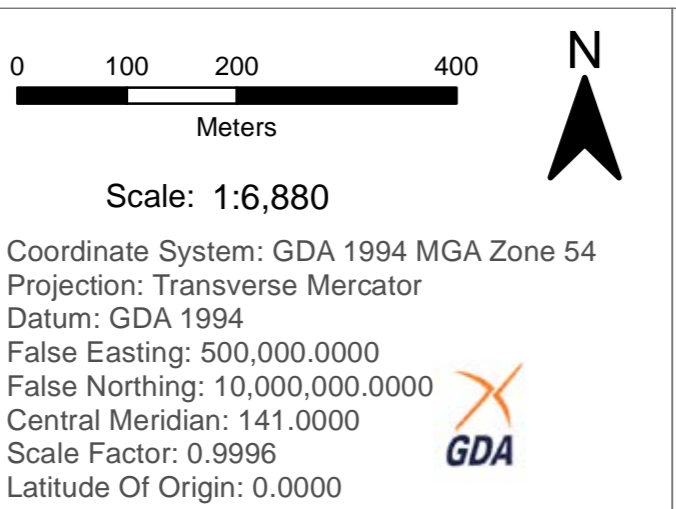 N
0 100 200 400
Meters
Scale: 1:6,880
Coordinate System: GDA 1994 MGA Zone 54
Projection: Transverse Mercator
Datum: GDA 1994
False Easting: 500,000.0000
False Northing: 10,000,000.0000
Central Meridian: 141.0000
Scale Factor: 0.9996
Latitude Of Origin: 0.0000
GDA